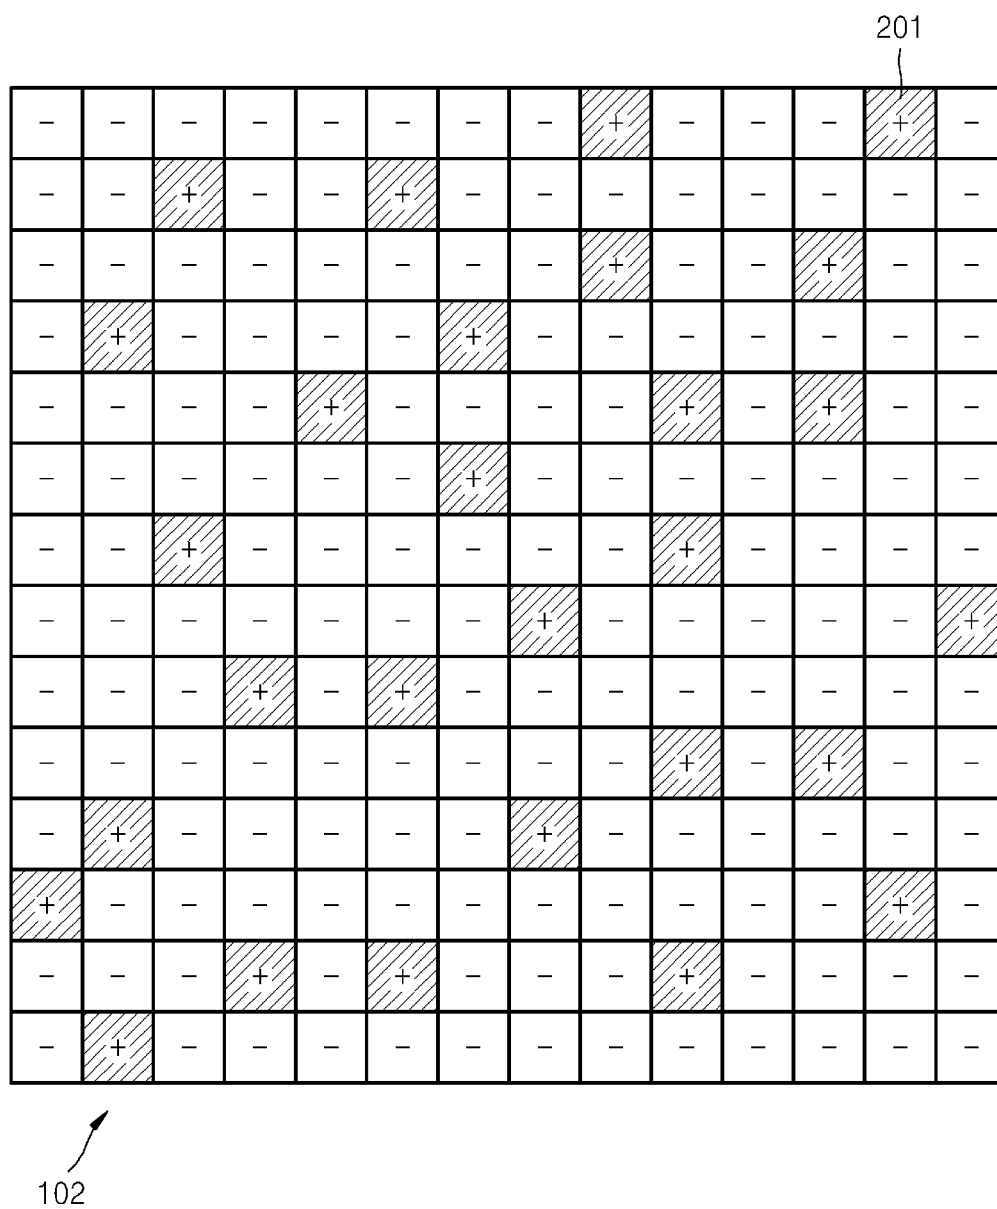 201
− − − − − − − − + − − − + −
− − + − − + − − − − − − − −
− − − − − − − − + − − + − −
− + − − − − + − − − − − − −
− − − − + − − − − + − + − −
− − − − − − + − − − − − − −
− − + − − − − − − + − − − −
− − − − − − − + − − − − − +
− − − + − + − − − − − − − −
− − − − − − − − − + − + − −
− + − − − − − + − − − − − −
+ − − − − − − − − − − − + −
− − − + − + − − − + − − − −
− + − − − − − − − − − − − −
102